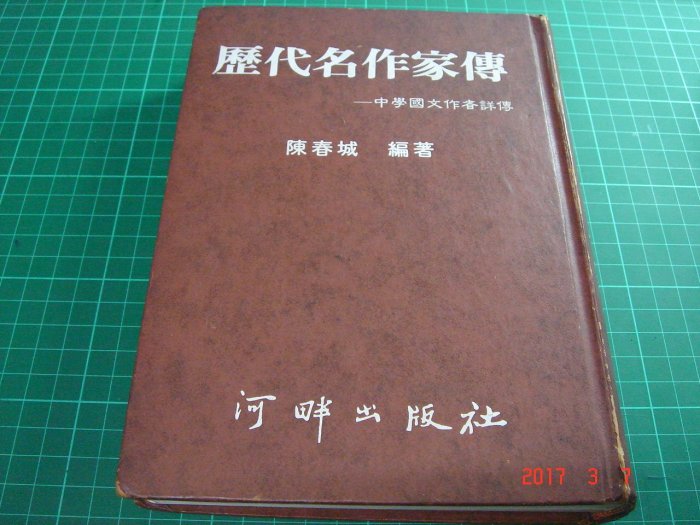 歷代名作家傳
—中學國文作者詳傳
陳春城 編著
河畔出版社
2017 3 7